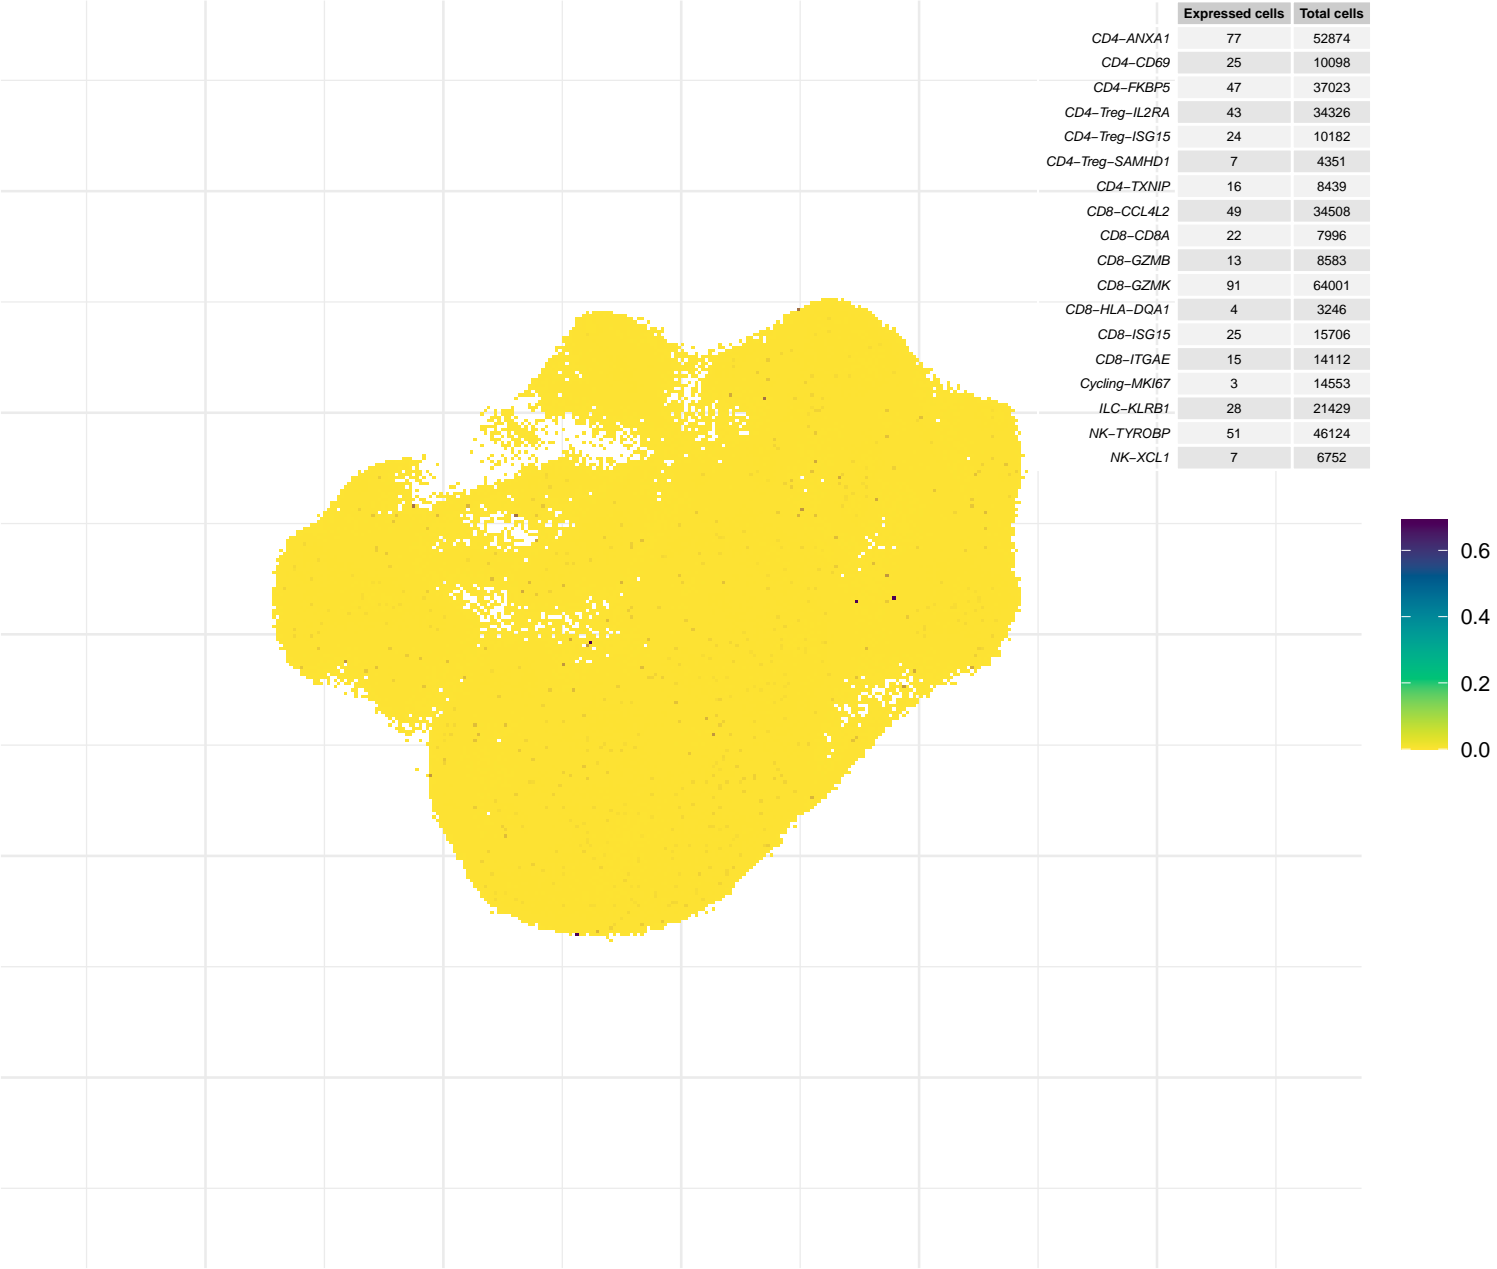 Expressed cells Total cells
CD4−ANXA1 77 52874
CD4−CD69 25 10098
CD4−FKBP5 47 37023
CD4−Treg−IL2RA 43 34326
CD4−Treg−ISG15 24 10182
CD4−Treg−SAMHD1 7 4351
CD4−TXNIP 16 8439
CD8−CCL4L2 49 34508
CD8−CD8A 22 7996
CD8−GZMB 13 8583
CD8−GZMK 91 64001
CD8−HLA−DQA1 4 3246
CD8−ISG15 25 15706
CD8−ITGAE 15 14112
Cycling−MKI67 3 14553
ILC−KLRB1 28 21429
NK−TYROBP 51 46124
NK−XCL1 7 6752
0.6
0.4
0.2
0.0